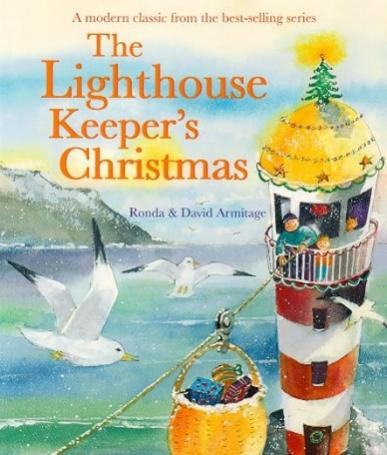 A modern classic from the best-selling series
The
Lighthouse
Keeper's
Christmas
Ronda & David Armitage